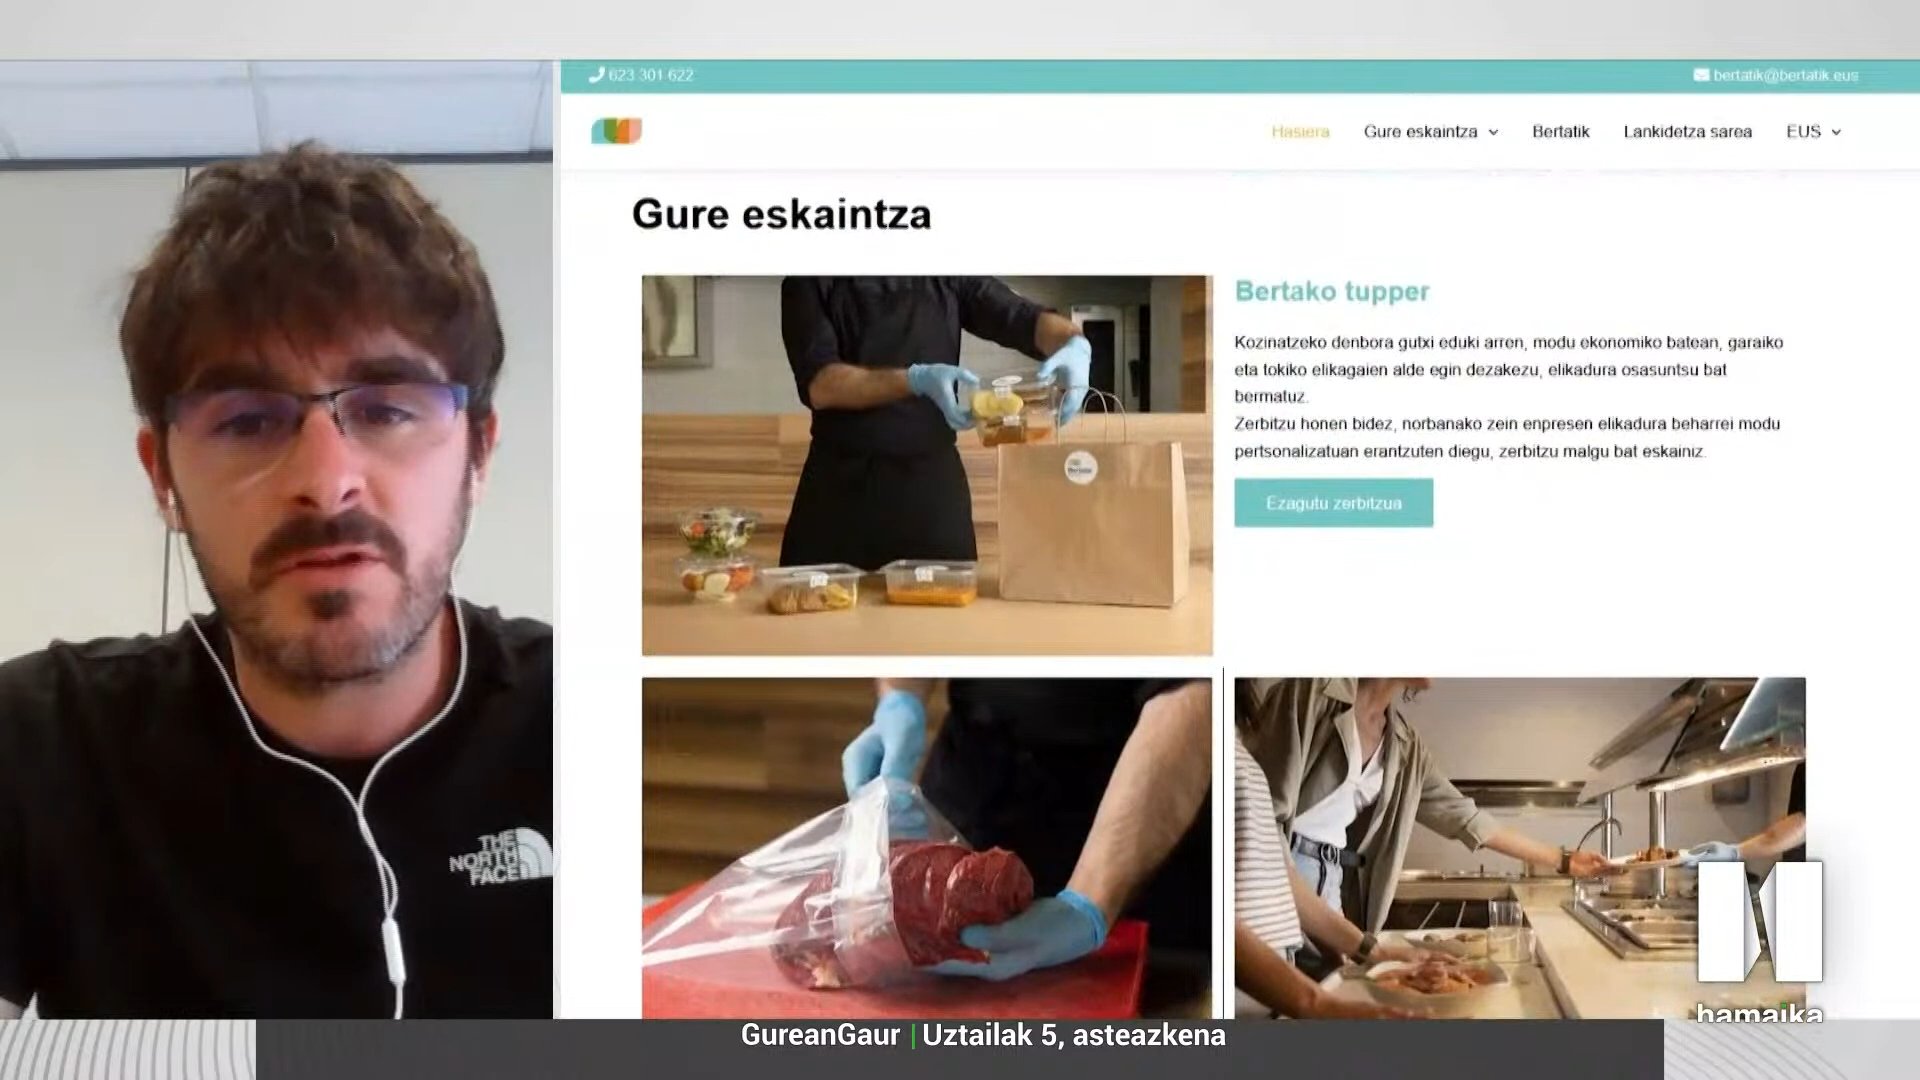 623 301 622
bertatik@bertatik.eus
Hasiera
Gure eskaintza
Bertatik
Lankidetza sarea
EUS
Gure eskaintza
Bertako tupper
Kozinatzeko denbora gutxi eduki arren, modu ekonomiko batean, garaiko
eta tokiko elikagaien alde egin dezakezu, elikadura osasuntsu bat
bermatuz.
Zerbitzu honen bidez, norbanako zein enpresen elikadura beharrei modu
pertsonalizatuan erantzuten diegu, zerbitzu malgu bat eskainiz.
Ezagutu zerbitzua
THE
NORTH
FACE
hamaika
GureanGaur | Uztailak 5, asteazkena